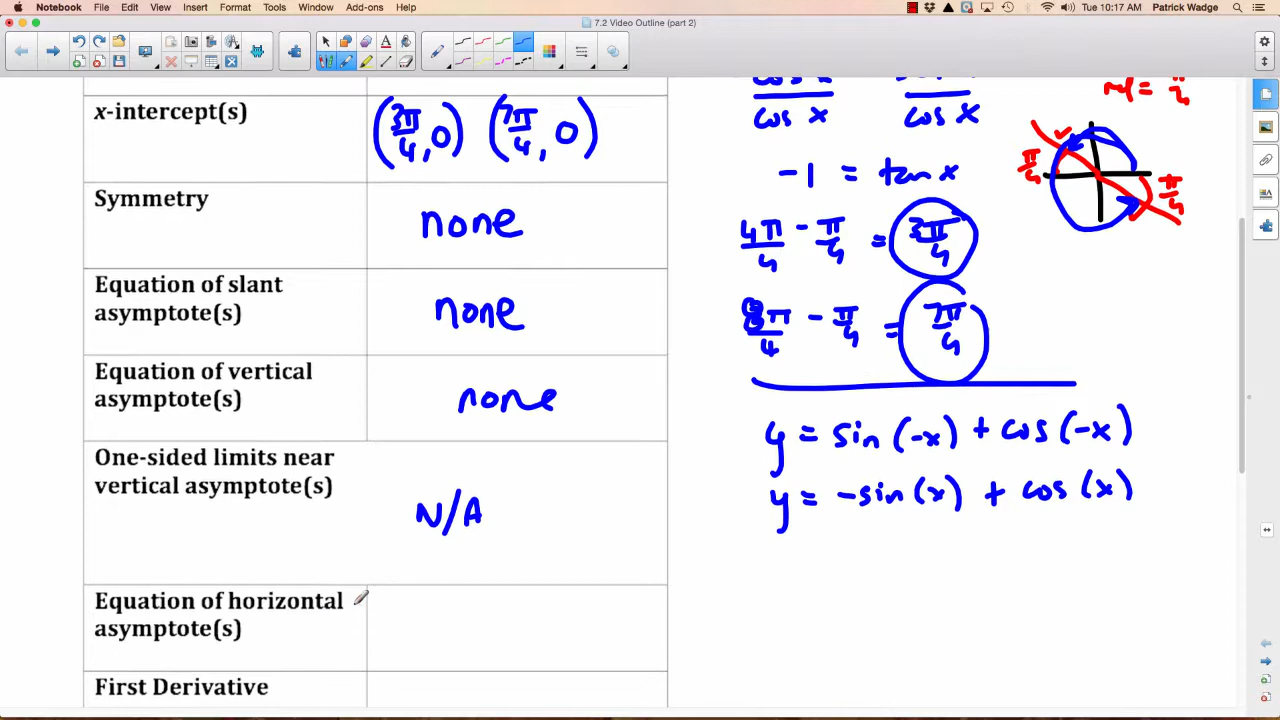 Notebook File Edit View Insert Format Tools Window Add-ons Help
Tue 10:17 AM Patrick Wadge
7.2 Video Outline (part 2)
x-intercept(s)
(3π/4, 0) (7π/4, 0)
Symmetry
none
Equation of slant
asymptote(s)
none
Equation of vertical
asymptote(s)
none
One-sided limits near
vertical asymptote(s)
N/A
Equation of horizontal
asymptote(s)
First Derivative
cos x
cos x
-1 = tan x
4π/4 - π/4 = 3π/4
8π/4 - π/4 = 7π/4
y = sin (-x) + cos (-x)
y = -sin (x) + cos (x)
π/4
π/4